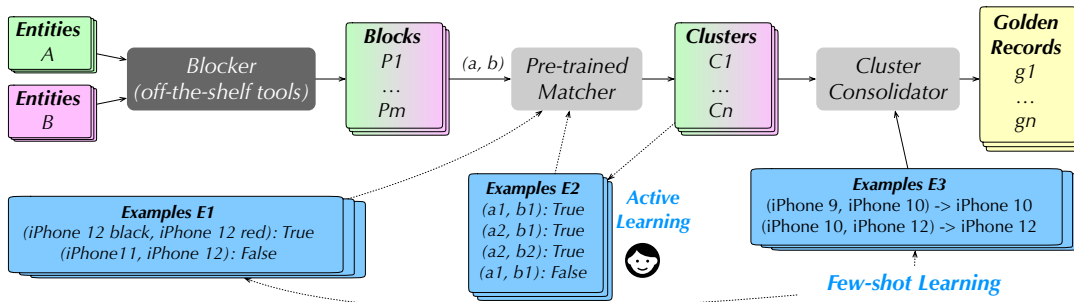 Entities
A
Entities
B
Blocker
(off-the-shelf tools)
Blocks
P1
...
Pm
(a, b)
Pre-trained
Matcher
Clusters
C1
...
Cn
Cluster
Consolidator
Golden
Records
g1
...
gn
Examples E1
(iPhone 12 black, iPhone 12 red): True
(iPhone11, iPhone 12): False
Examples E2
(a1, b1): True
(a2, b1): True
(a2, b2): True
(a1, b1): False
Active
Learning
Examples E3
(iPhone 9, iPhone 10) -> iPhone 10
(iPhone 10, iPhone 12) -> iPhone 12
Few-shot Learning